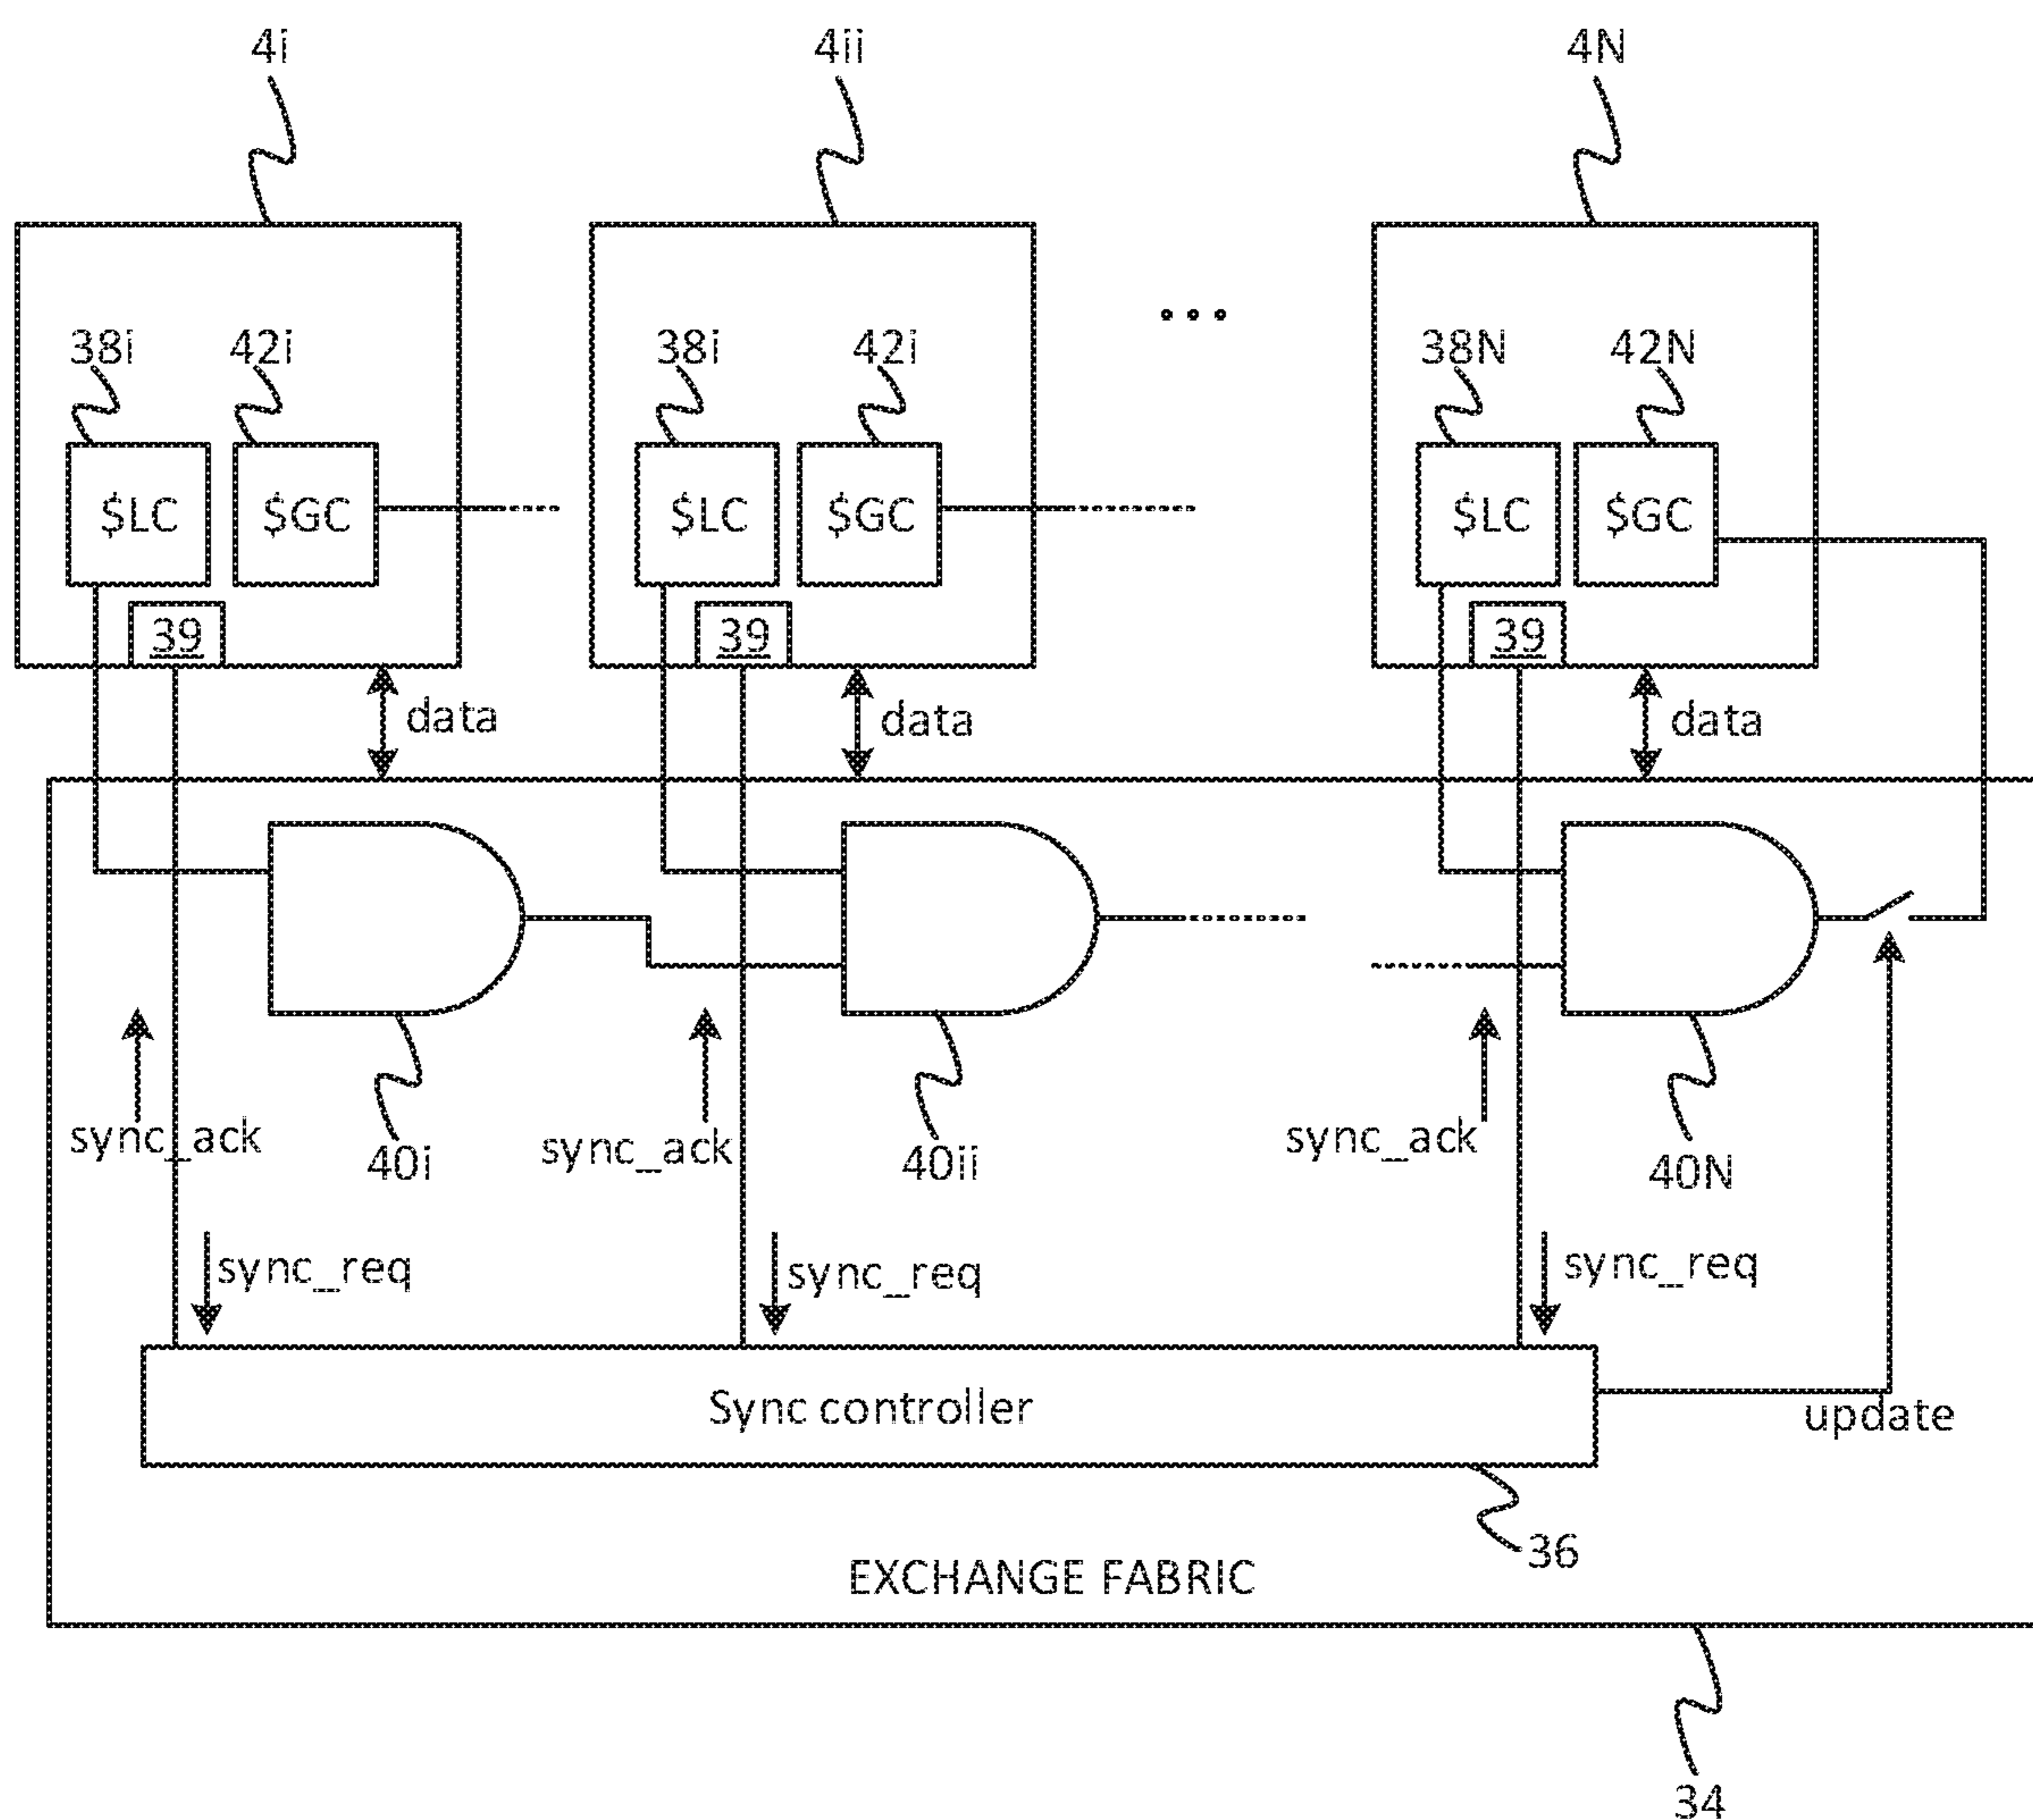 4i 4ii 4N
38i 42i 38i 42i 38N 42N
$LC $GC $LC $GC $LC $GC
39 39 39
data data data
sync_ack 40i sync_ack 40ii sync_ack 40N
sync_req sync_req sync_req
Sync controller
update
36
EXCHANGE FABRIC
34